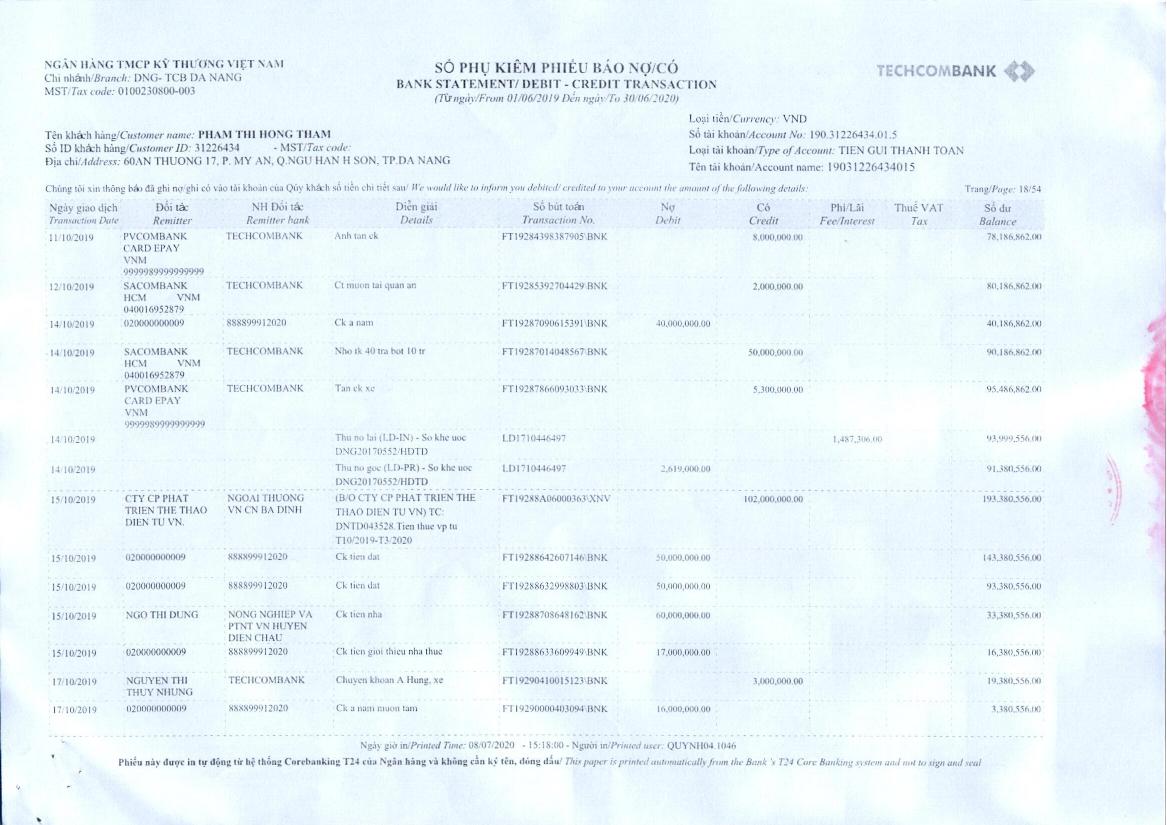 NGÂN HÀNG TMCP KỸ THƯƠNG VIỆT NAM
Chi nhánh/Branch: DNG- TCB DA NANG
MST/Tax code: 0100230800-003
SỔ PHỤ KIÊM PHIẾU BÁO NỢ/CÓ
BANK STATEMENT/ DEBIT - CREDIT TRANSACTION
(Từ ngày/From 01/06/2019 Đến ngày/To 30/06/2020)
TECHCOMBANK
Loại tiền/Currency: VND
Số tài khoản/Account No: 190.31226434.01.5
Loại tài khoản/Type of Account: TIEN GUI THANH TOAN
Tên tài khoản/Account name: 19031226434015
Tên khách hàng/Customer name: PHAM THI HONG THAM
Số ID khách hàng/Customer ID: 31226434 - MST/Tax code:
Địa chỉ/Address: 60AN THUONG 17, P. MY AN, Q.NGU HAN H SON, TP.DA NANG
Chúng tôi xin thông báo đã ghi nợ/ghi có vào tài khoản của Qúy khách số tiền chi tiết sau/ We would like to inform you debited/ credited to your account the amount of the following details:
Trang/Page: 18/54
Ngày giao dịch Đối tác NH Đối tác Diễn giải Số bút toán Nợ Có Phí/Lãi Thuế VAT Số dư
Transaction Date Remitter Remitter bank Details Transaction No. Debit Credit Fee/Interest Tax Balance
11/10/2019 PVCOMBANK TECHCOMBANK Anh tan ck FT19284398387905\BNK 8,000,000.00 78,186,862.00
CARD EPAY
VNM
9999989999999999
12/10/2019 SACOMBANK TECHCOMBANK Ct muon tai quan an FT19285392704429\BNK 2,000,000.00 80,186,862.00
HCM VNM
040016952879
14/10/2019 020000000009 888899912020 Ck a nam FT19287090615391\BNK 40,000,000.00 40,186,862.00
14/10/2019 SACOMBANK TECHCOMBANK Nho tk 40 tra bot 10 tr FT19287014048567\BNK 50,000,000.00 90,186,862.00
HCM VNM
040016952879
14/10/2019 PVCOMBANK TECHCOMBANK Tan ck xe FT19287866093033\BNK 5,300,000.00 95,486,862.00
CARD EPAY
VNM
9999989999999999
14/10/2019 Thu no lai (LD-IN) - So khe uoc LD1710446497 1,487,306.00 93,999,556.00
DNG20170552/HDTD
14/10/2019 Thu no goc (LD-PR) - So khe uoc LD1710446497 2,619,000.00 91,380,556.00
DNG20170552/HDTD
15/10/2019 CTY CP PHAT NGOAI THUONG (B/O CTY CP PHAT TRIEN THE FT19288A06000363\XNV 102,000,000.00 193,380,556.00
TRIEN THE THAO VN CN BA DINH THAO DIEN TU VN) TC:
DIEN TU VN. DNTD043528.Tien thue vp tu
T10/2019-T3/2020
15/10/2019 020000000009 888899912020 Ck tien dat FT19288642607146\BNK 50,000,000.00 143,380,556.00
15/10/2019 020000000009 888899912020 Ck tien dat FT19288632998803\BNK 50,000,000.00 93,380,556.00
15/10/2019 NGO THI DUNG NONG NGHIEP VA Ck tien nha FT19288708648162\BNK 60,000,000.00 33,380,556.00
PTNT VN HUYEN
DIEN CHAU
15/10/2019 020000000009 888899912020 Ck tien gioi thieu nha thue FT19288633609949\BNK 17,000,000.00 16,380,556.00
17/10/2019 NGUYEN THI TECHCOMBANK Chuyen khoan A Hung, xe FT19290410015123\BNK 3,000,000.00 19,380,556.00
THUY NHUNG
17/10/2019 020000000009 888899912020 Ck a nam muon tam FT19290000403094\BNK 16,000,000.00 3,380,556.00
Ngày giờ in/Printed Time: 08/07/2020 - 15:18:00 - Người in/Printed user: QUYNH04.1046
Phiếu này được in tự động từ hệ thống Corebanking T24 của Ngân hàng và không cần ký tên, đóng dấu/ This paper is printed automatically from the Bank 's T24 Core Banking system and not to sign and seal